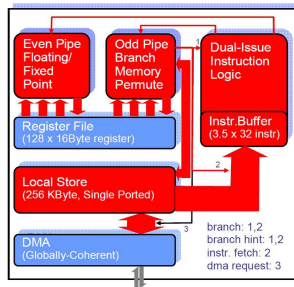 Even Pipe
Floating/
Fixed
Point
Odd Pipe
Branch
Memory
Permute
1
Dual-Issue
Instruction
Logic
Instr.Buffer
(3.5 x 32 instr)
Register File
(128 x 16Byte register)
Local Store
(256 KByte, Single Ported)
2
3
DMA
(Globally-Coherent)
branch: 1,2
branch hint: 1,2
instr. fetch: 2
dma request: 3